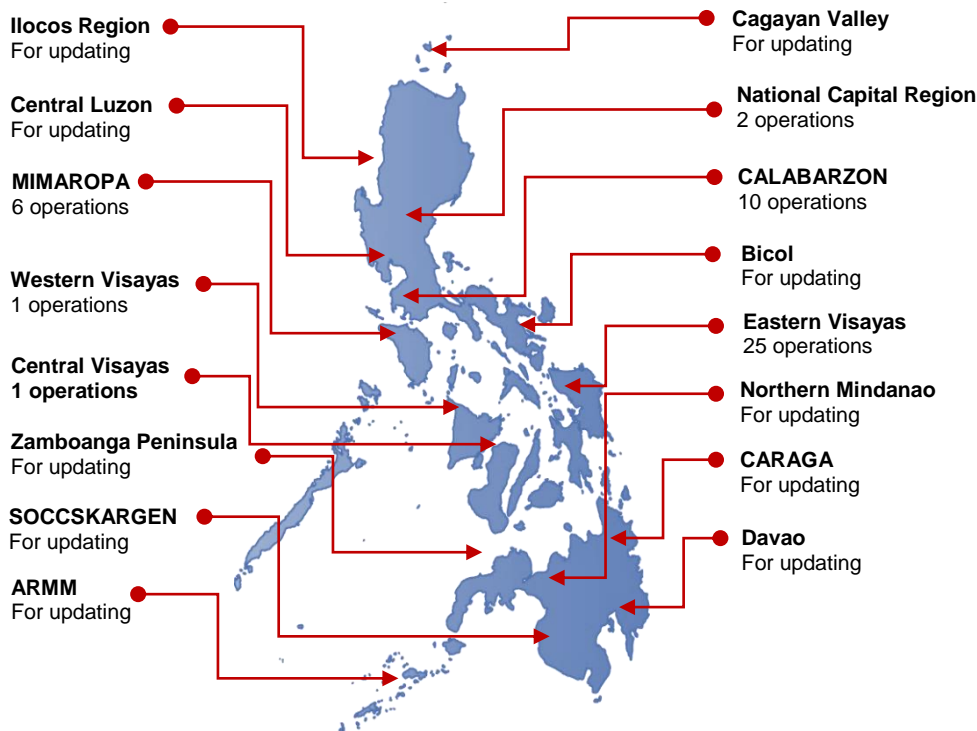 Ilocos Region
For updating
Central Luzon
For updating
MIMAROPA
6 operations
Western Visayas
1 operations
Central Visayas
1 operations
Zamboanga Peninsula
For updating
SOCCSKARGEN
For updating
ARMM
For updating
Cagayan Valley
For updating
National Capital Region
2 operations
CALABARZON
10 operations
Bicol
For updating
Eastern Visayas
25 operations
Northern Mindanao
For updating
CARAGA
For updating
Davao
For updating